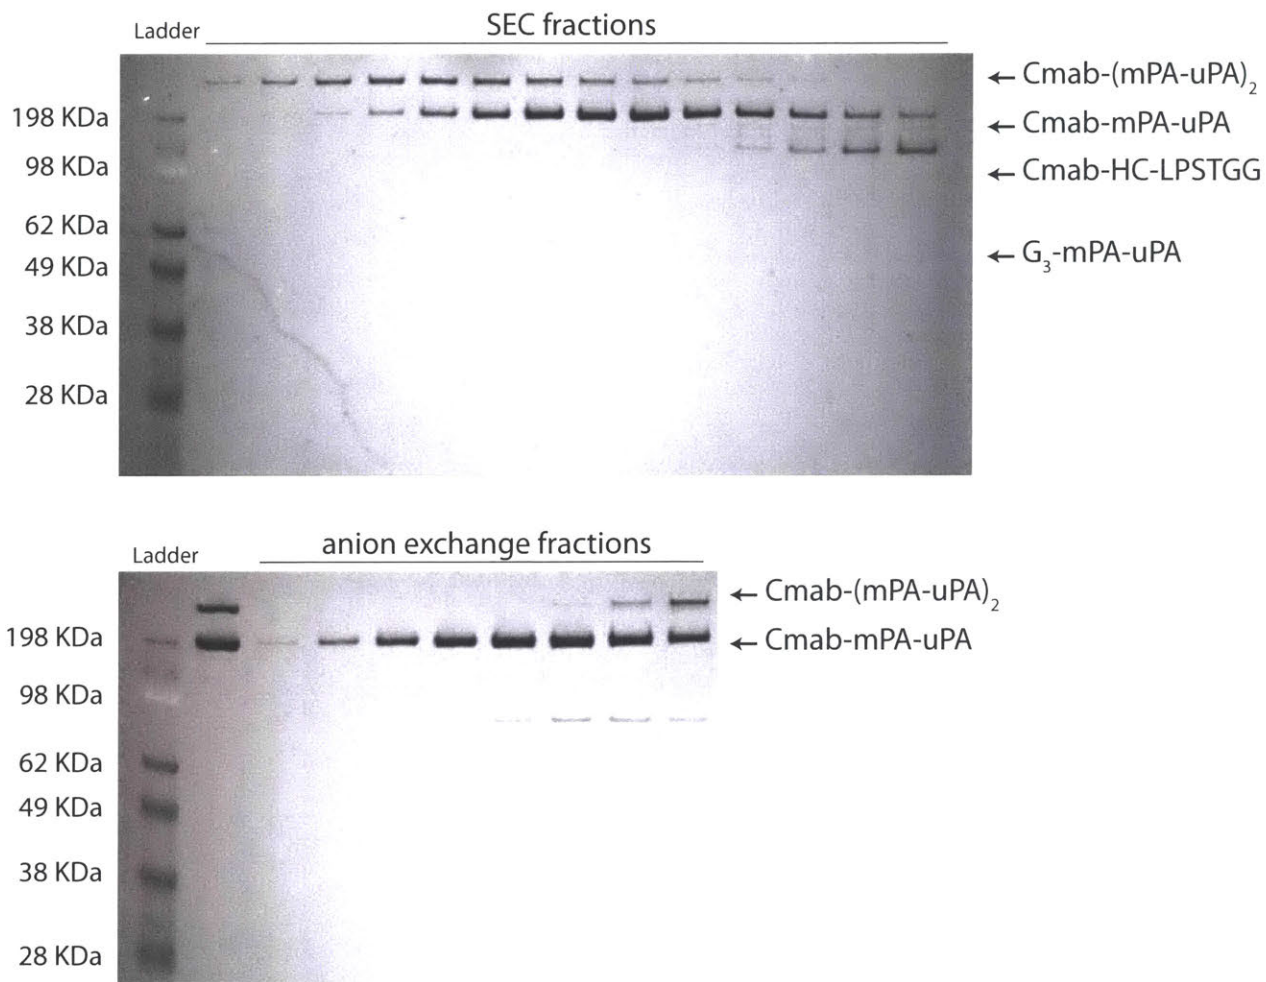 Ladder
SEC fractions
Cmab-(mPA-uPA)₂
198 KDa
Cmab-mPA-uPA
98 KDa
Cmab-HC-LPSTGG
62 KDa
G₃-mPA-uPA
49 KDa
38 KDa
28 KDa
Ladder
anion exchange fractions
Cmab-(mPA-uPA)₂
198 KDa
Cmab-mPA-uPA
98 KDa
62 KDa
49 KDa
38 KDa
28 KDa